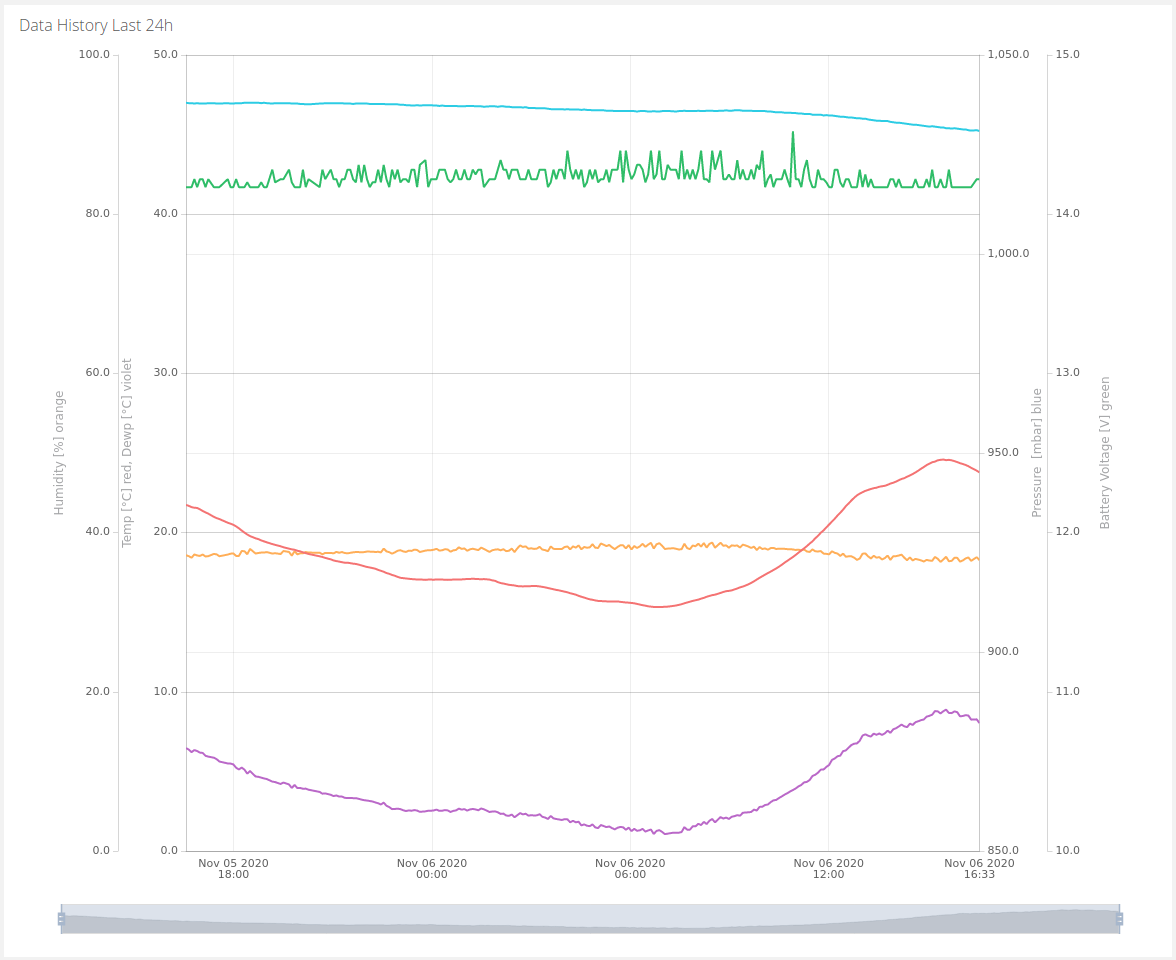 Data History Last 24h
100.0 50.0 1,050.0 15.0
80.0 40.0 14.0
1,000.0
60.0 30.0 13.0
Humidity [%] orange
Temp [°C] red, Dewp [°C] violet
Pressure [mbar] blue
Battery Voltage [V] green
950.0
40.0 20.0 12.0
900.0
20.0 10.0 11.0
0.0 0.0 850.0 10.0
Nov 05 2020 Nov 06 2020 Nov 06 2020 Nov 06 2020 Nov 06 2020
18:00 00:00 06:00 12:00 16:33